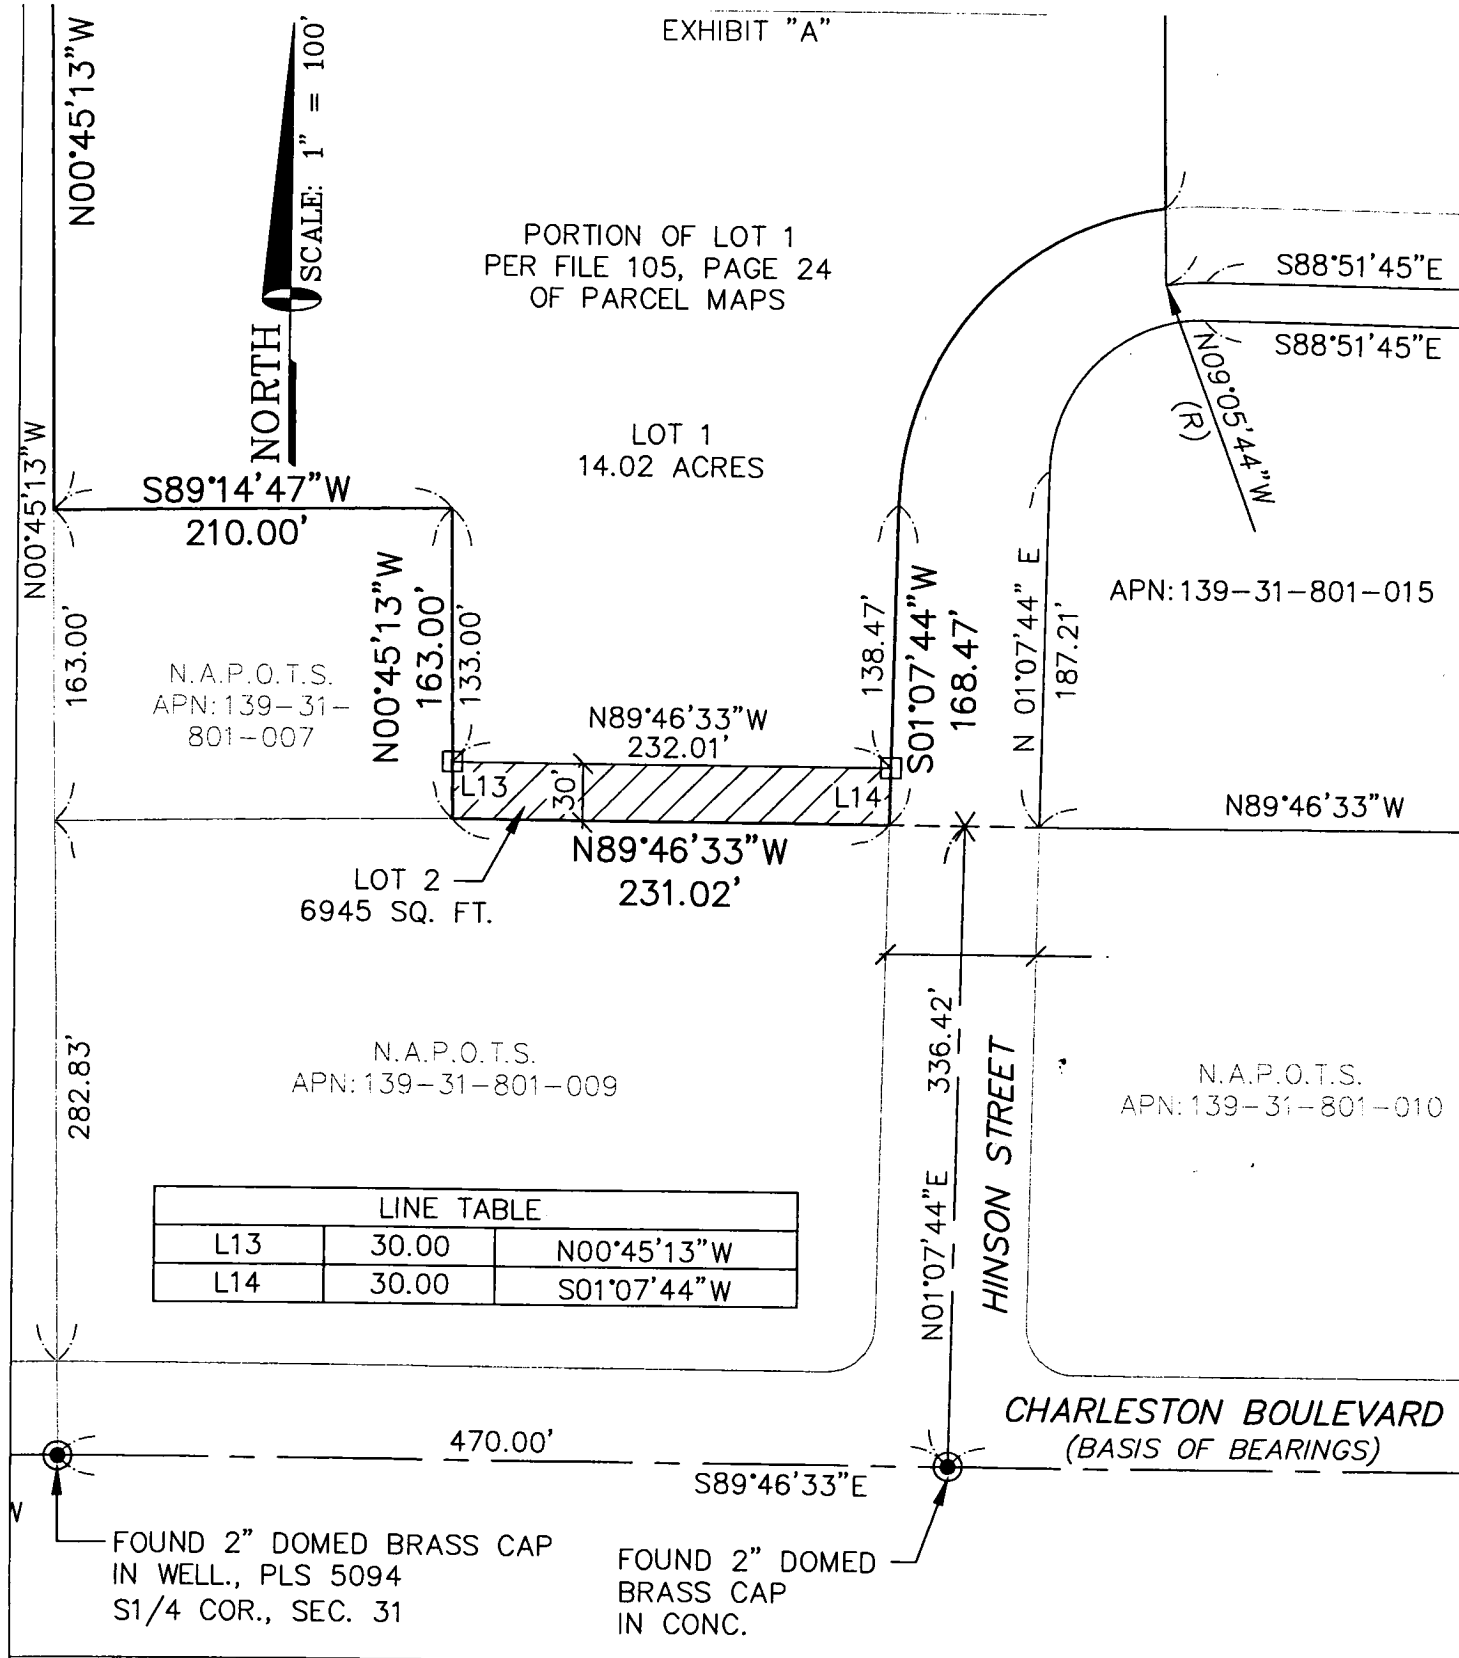 EXHIBIT "A"
N00°45'13"W
SCALE: 1" = 100'
NORTH
PORTION OF LOT 1
PER FILE 105, PAGE 24
OF PARCEL MAPS
S88°51'45"E
S88°51'45"E
N09°05'44"W
(R)
LOT 1
14.02 ACRES
N00°45'13"W
S89°14'47"W
210.00'
163.00'
N00°45'13"W
163.00'
133.00'
138.47'
S01°07'44"W
168.47'
N 01°07'44" E
187.21'
APN: 139-31-801-015
N.A.P.O.T.S.
APN: 139-31-
801-007
N89°46'33"W
232.01'
L13
30'
L14
N89°46'33"W
N89°46'33"W
231.02'
LOT 2
6945 SQ. FT.
282.83'
N.A.P.O.T.S.
APN: 139-31-801-009
N01°07'44"E 336.42'
HINSON STREET
N.A.P.O.T.S.
APN: 139-31-801-010
LINE TABLE
L13 30.00 N00°45'13"W
L14 30.00 S01°07'44"W
CHARLESTON BOULEVARD
(BASIS OF BEARINGS)
470.00'
S89°46'33"E
FOUND 2" DOMED BRASS CAP
IN WELL., PLS 5094
S1/4 COR., SEC. 31
FOUND 2" DOMED
BRASS CAP
IN CONC.